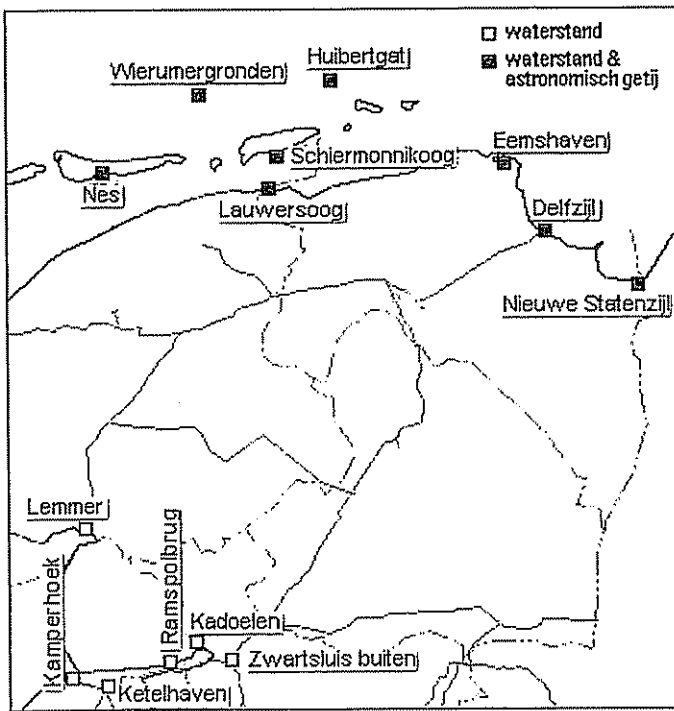 waterstand
waterstand &
astronomisch getij
Huibertgat
Wierumergronden
Eemshaven
Schiermonnikoog
Nes
Lauwersoog
Delfzijl
Nieuwe Statenzijl
Lemmer
Kamperhoek
Ramspolbrug
Kadoelen
Zwartsluis buiten
Ketelhaven